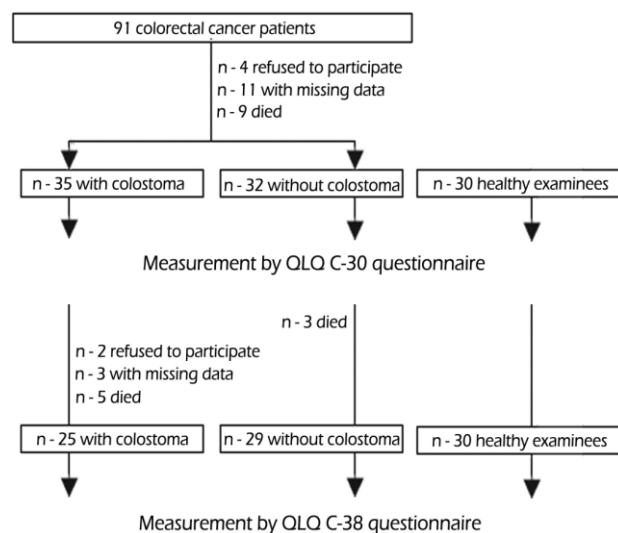 91 colorectal cancer patients
n - 4 refused to participate
n - 11 with missing data
n - 9 died
n - 35 with colostoma
n - 32 without colostoma
n - 30 healthy examinees
Measurement by QLQ C-30 questionnaire
n - 3 died
n - 2 refused to participate
n - 3 with missing data
n - 5 died
n - 25 with colostoma
n - 29 without colostoma
n - 30 healthy examinees
Measurement by QLQ C-38 questionnaire